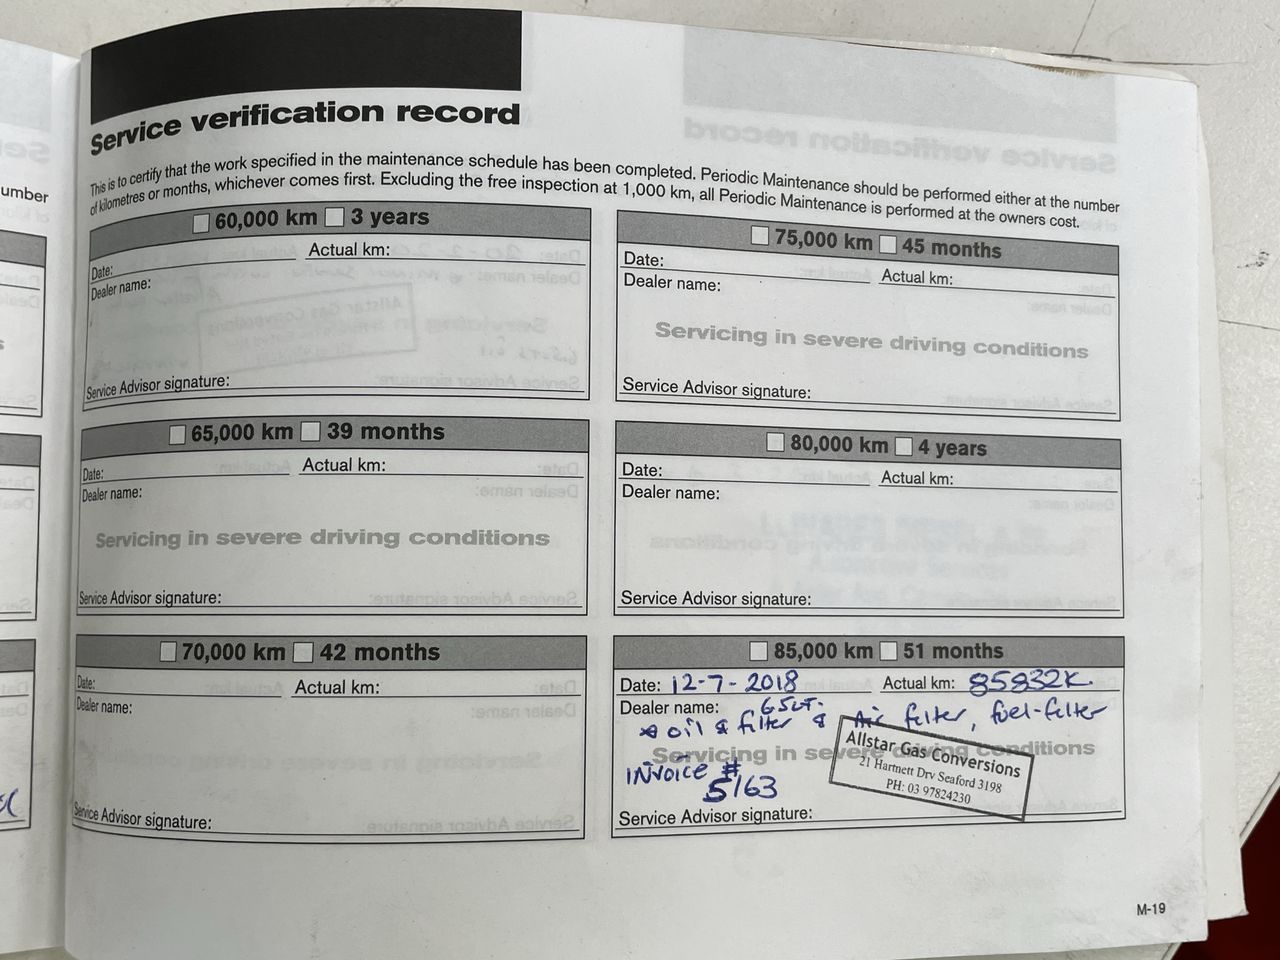 Service verification record
This is to certify that the work specified in the maintenance schedule has been completed. Periodic Maintenance should be performed either at the number
of kilometres or months, whichever comes first. Excluding the free inspection at 1,000 km, all Periodic Maintenance is performed at the owners cost.
60,000 km 3 years
Date: Actual km:
Dealer name:
Service Advisor signature:
65,000 km 39 months
Date: Actual km:
Dealer name:
Servicing in severe driving conditions
Service Advisor signature:
70,000 km 42 months
Date: Actual km:
Dealer name:
Service Advisor signature:
75,000 km 45 months
Date: Actual km:
Dealer name:
Servicing in severe driving conditions
Service Advisor signature:
80,000 km 4 years
Date: Actual km:
Dealer name:
Service Advisor signature:
85,000 km 51 months
Date: 12-7-2018 Actual km: 85832K.
Dealer name:
oil & filter & Air filter, fuel-filter
Servicing in severe driving conditions
INVOICE #
5163
Allstar Gas Conversions
21 Hartnett Drv Seaford 3198
PH: 03 97824230
Service Advisor signature:
M-19
umber